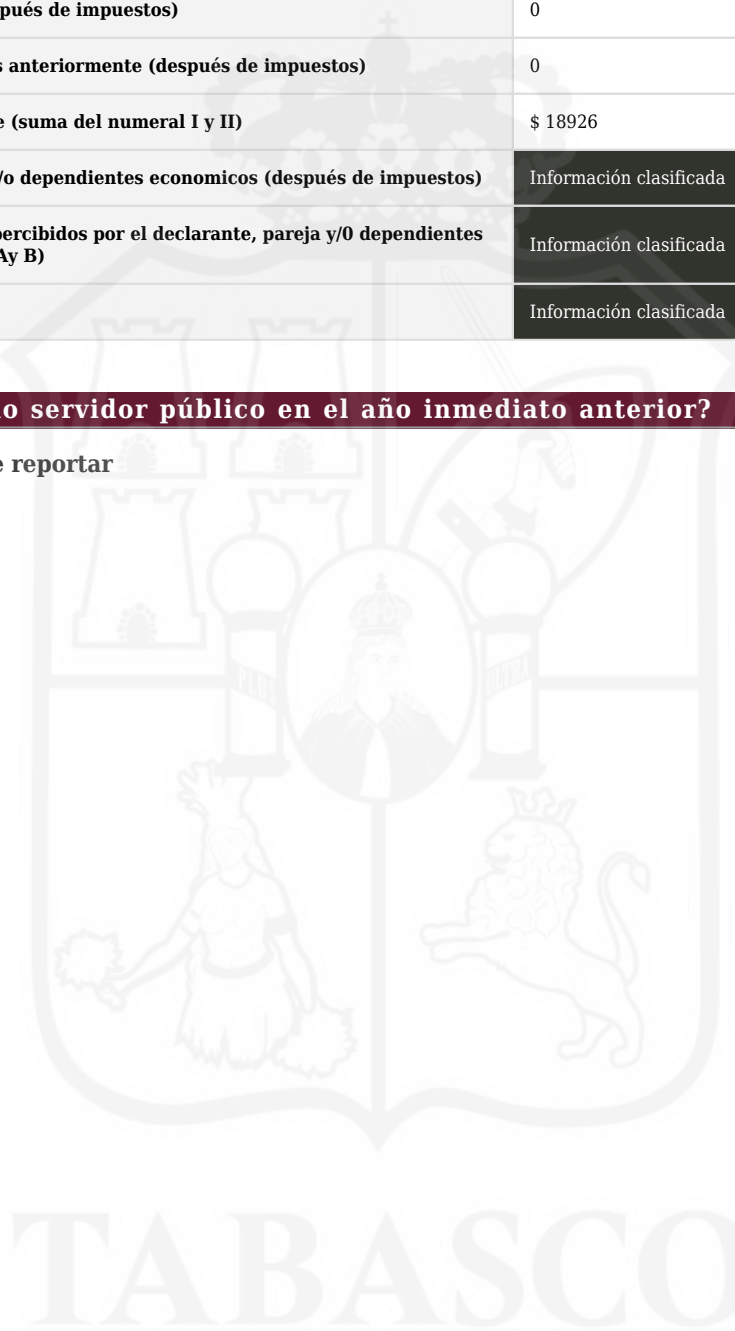 pués de impuestos) 0
s anteriormente (después de impuestos) 0
e (suma del numeral I y II) $ 18926
/o dependientes economicos (después de impuestos) Información clasificada
percibidos por el declarante, pareja y/0 dependientes
Ay B) Información clasificada
Información clasificada
o servidor público en el año inmediato anterior?
e reportar
PLUS ULTRA
TABASCO